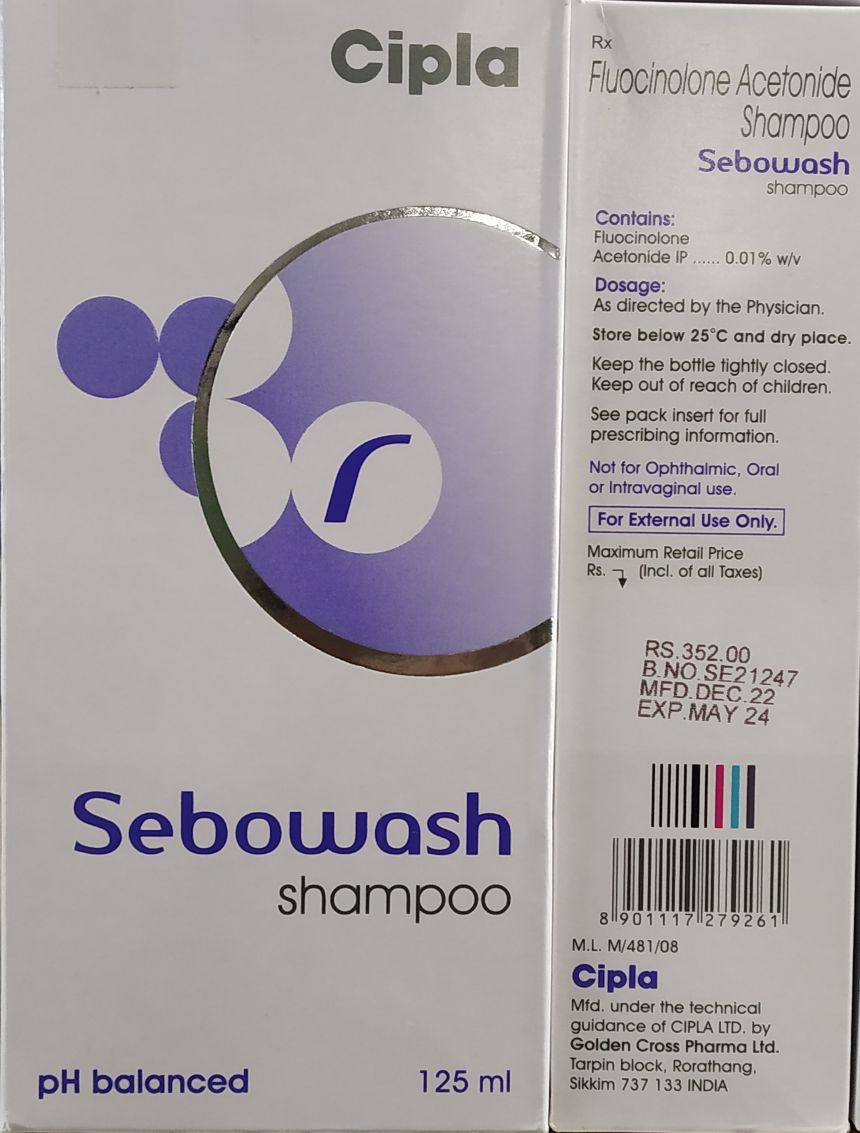 Cipla
Sebowash
shampoo
pH balanced
125 ml
Rx
Fluocinolone Acetonide
Shampoo
Sebowash
shampoo
Contains:
Fluocinolone
Acetonide IP ...... 0.01% w/v
Dosage:
As directed by the Physician.
Store below 25°C and dry place.
Keep the bottle tightly closed.
Keep out of reach of children.
See pack insert for full
prescribing information.
Not for Ophthalmic, Oral
or Intravaginal use.
For External Use Only.
Maximum Retail Price
Rs. (Incl. of all Taxes)
RS.352.00
B.NO.SE21247
MFD.DEC.22
EXP.MAY 24
8 901117 279261
M.L. M/481/08
Cipla
Mfd. under the technical
guidance of CIPLA LTD. by
Golden Cross Pharma Ltd.
Tarpin block, Rorathang,
Sikkim 737 133 INDIA